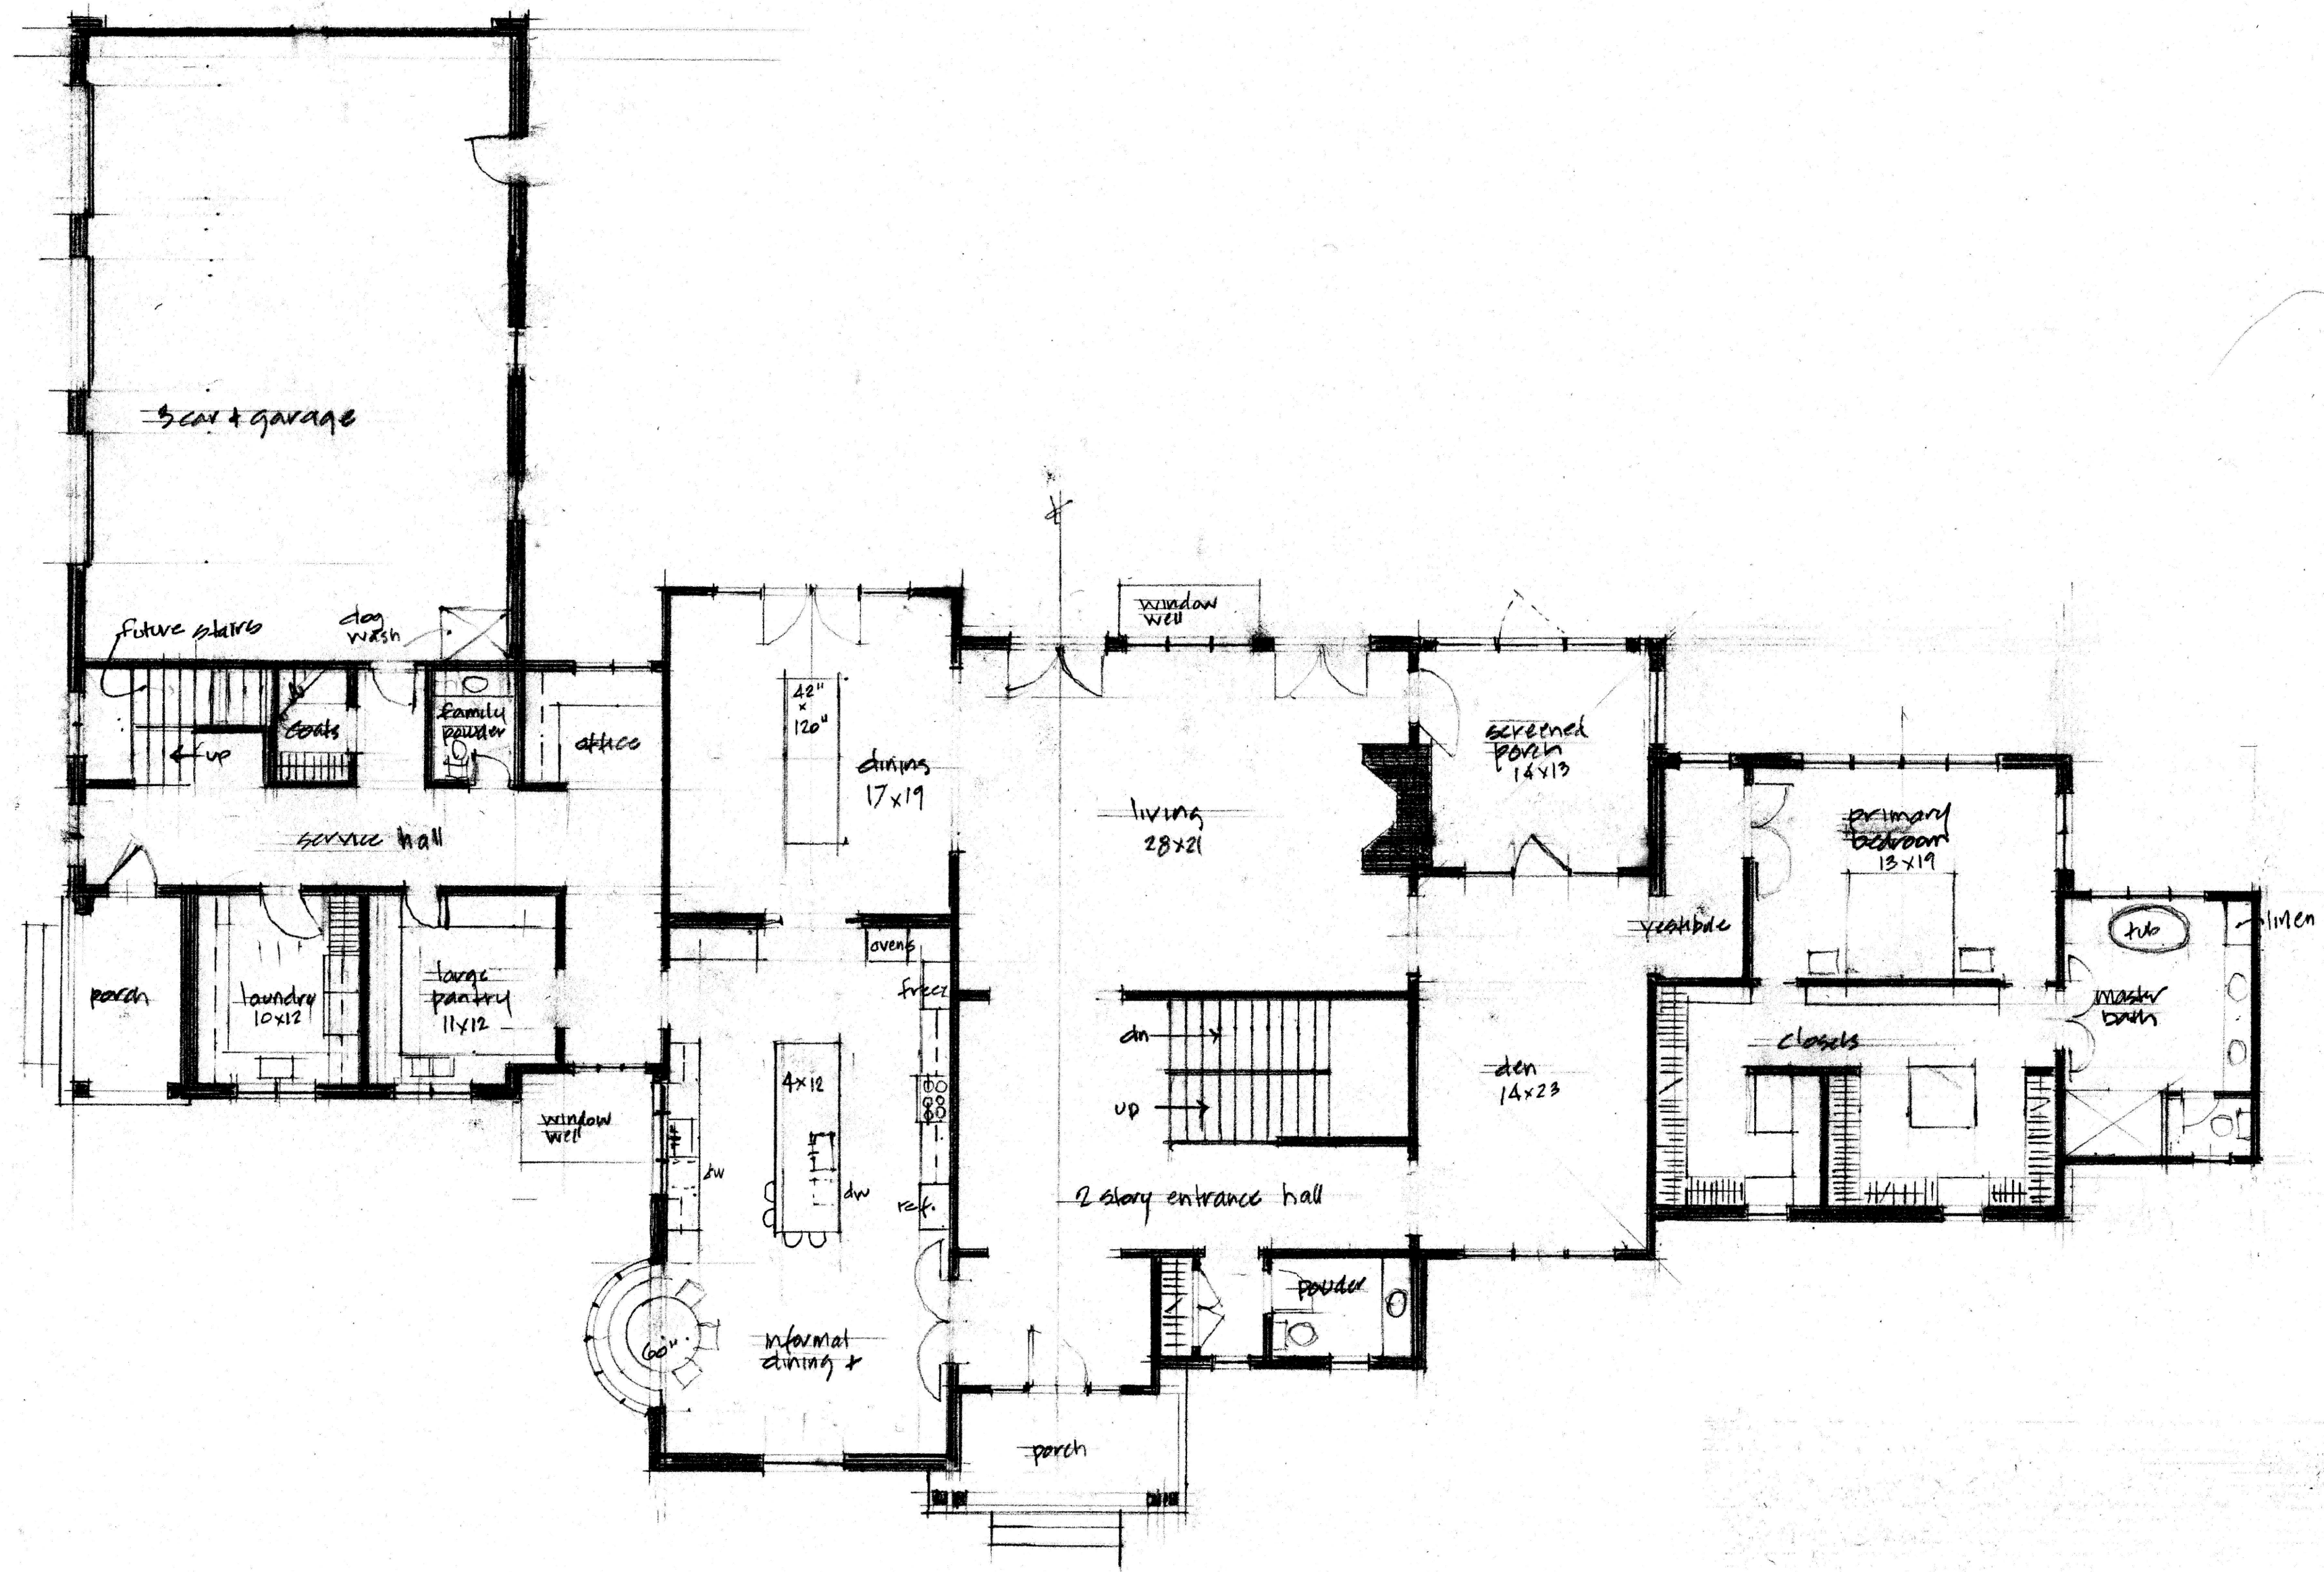 3 car + garage
future stairs
dog
wash
window
well
coats
up
family
powder
office
42"
x
120"
dining
17x19
living
28x21
screened
porch
14x13
primary
bedroom
13x19
service hall
vestibule
linen
tub
master
bath
porch
laundry
10x12
large
pantry
11x12
ovens
freez
dn
up
den
14x23
closets
window
well
4x12
dw
dw
ref.
2 story entrance hall
powder
60"
informal
dining +
porch